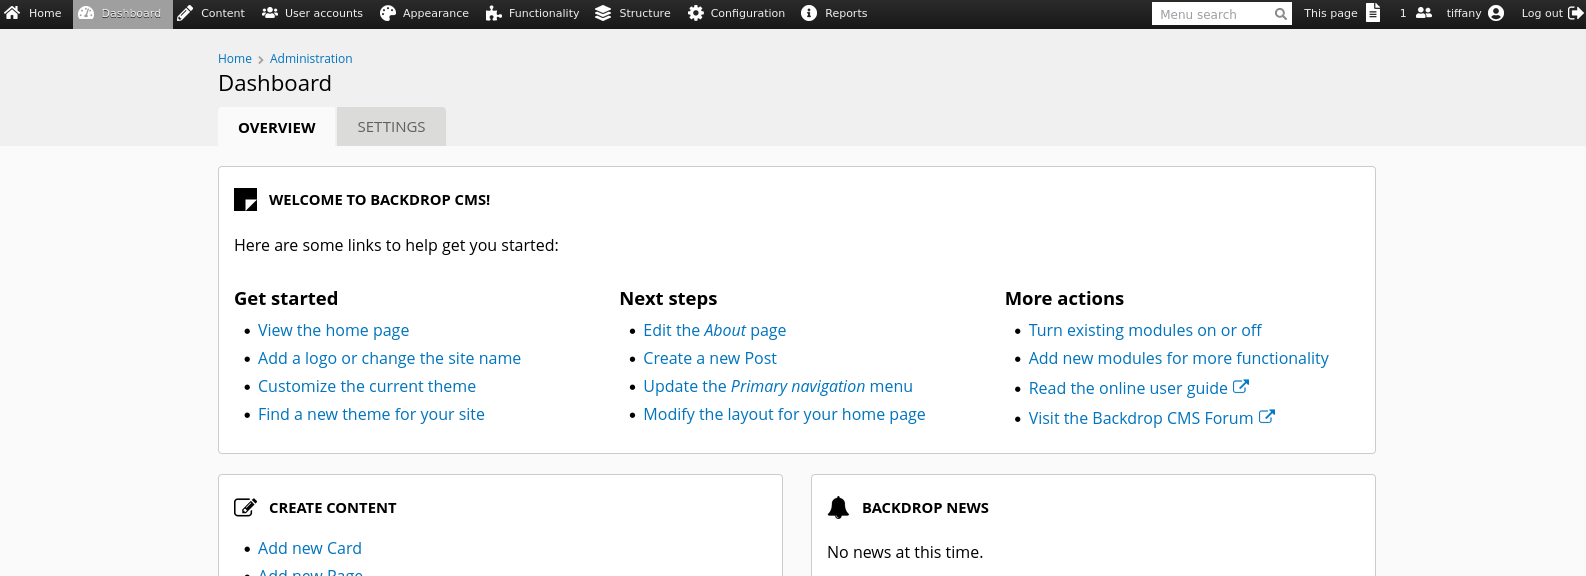 Home Dashboard Content User accounts Appearance Functionality Structure Configuration Reports Menu search This page 1 tiffany Log out
Home Administration
Dashboard
OVERVIEW SETTINGS
WELCOME TO BACKDROP CMS!
Here are some links to help get you started:
Get started
View the home page
Add a logo or change the site name
Customize the current theme
Find a new theme for your site
Next steps
Edit the About page
Create a new Post
Update the Primary navigation menu
Modify the layout for your home page
More actions
Turn existing modules on or off
Add new modules for more functionality
Read the online user guide
Visit the Backdrop CMS Forum
CREATE CONTENT
Add new Card
Add new Page
BACKDROP NEWS
No news at this time.